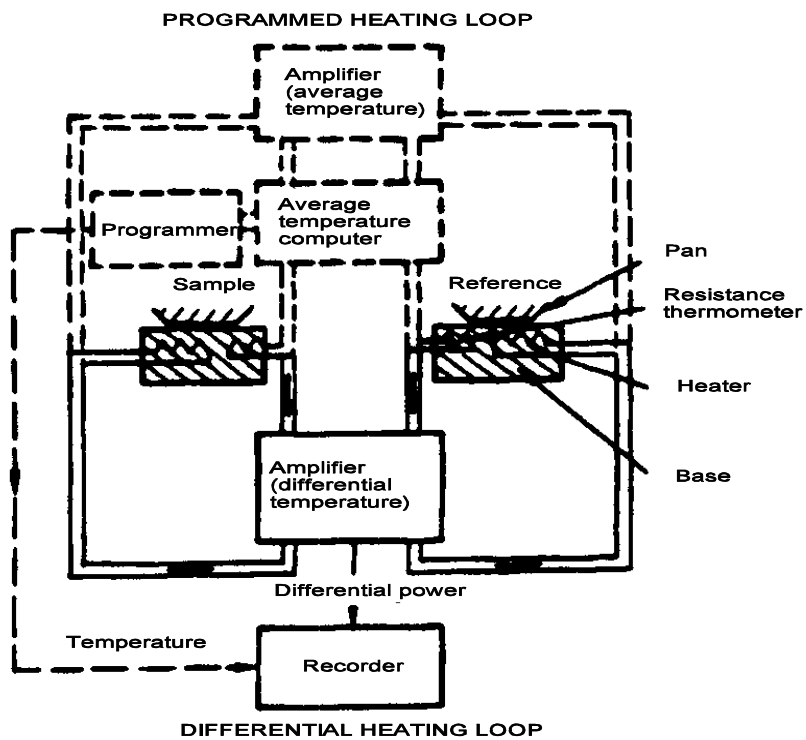 PROGRAMMED HEATING LOOP
Amplifier
(average
temperature)
Programmer
Average
temperature
computer
Sample
Reference
Pan
Resistance
thermometer
Heater
Base
Amplifier
(differential
temperature)
Differential power
Temperature
Recorder
DIFFERENTIAL HEATING LOOP